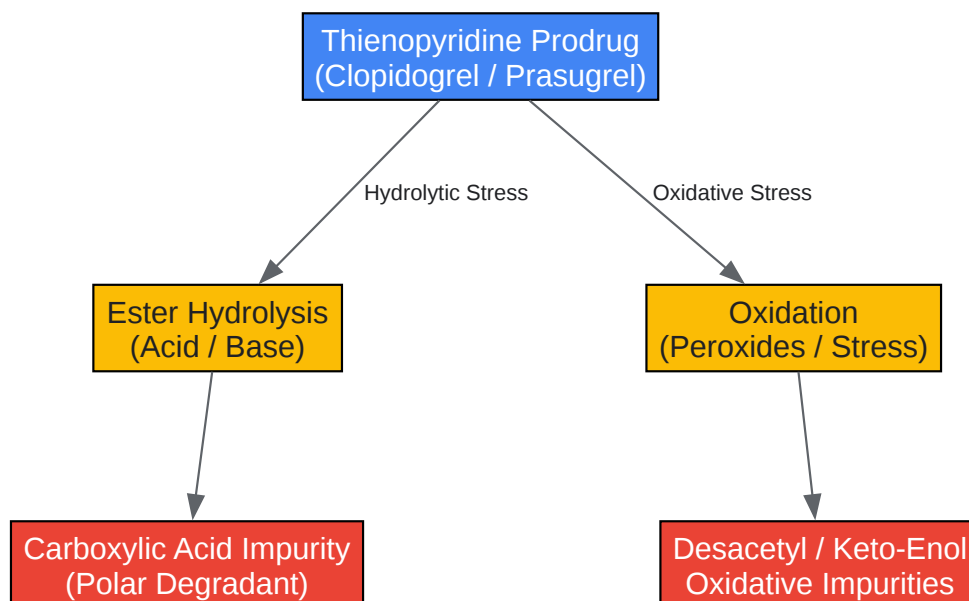 Thienopyridine Prodrug
(Clopidogrel / Prasugrel)
Hydrolytic Stress
Oxidative Stress
Ester Hydrolysis
(Acid / Base)
Oxidation
(Peroxides / Stress)
Carboxylic Acid Impurity
(Polar Degradant)
Desacetyl / Keto-Enol
Oxidative Impurities